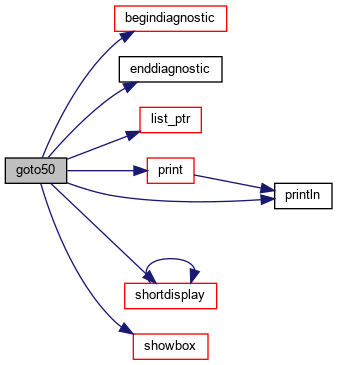 begindiagnostic
enddiagnostic
list_ptr
goto50
print
println
shortdisplay
showbox